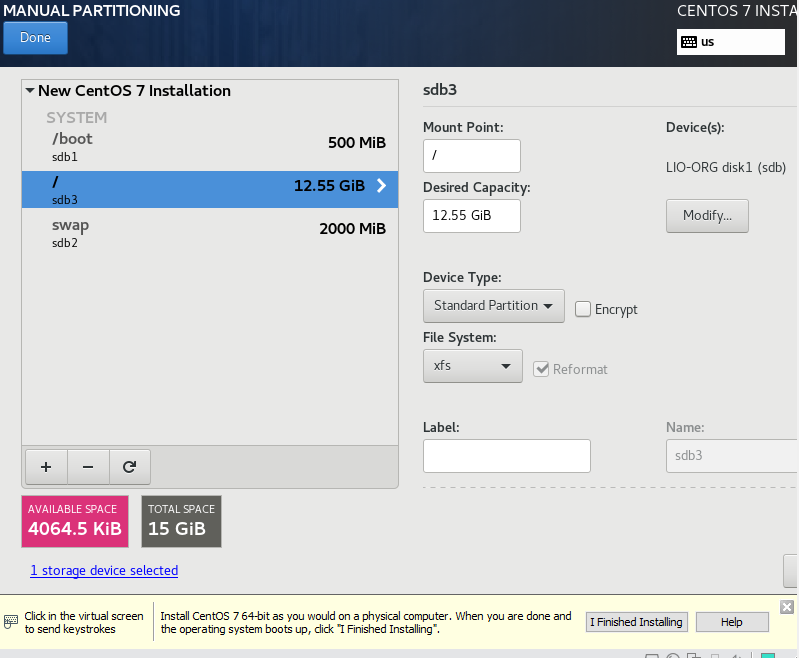 MANUAL PARTITIONING
CENTOS 7 INSTA
Done
us
New CentOS 7 Installation
SYSTEM
/boot
500 MiB
sdb1
/
12.55 GiB
sdb3
swap
2000 MiB
sdb2
+ −
AVAILABLE SPACE
4064.5 KiB
TOTAL SPACE
15 GiB
1 storage device selected
sdb3
Mount Point:
/
Device(s):
LIO-ORG disk1 (sdb)
Desired Capacity:
12.55 GiB
Modify...
Device Type:
Standard Partition
Encrypt
File System:
xfs
Reformat
Label:
Name:
sdb3
Click in the virtual screen
to send keystrokes
Install CentOS 7 64-bit as you would on a physical computer. When you are done and
the operating system boots up, click "I Finished Installing".
I Finished Installing
Help